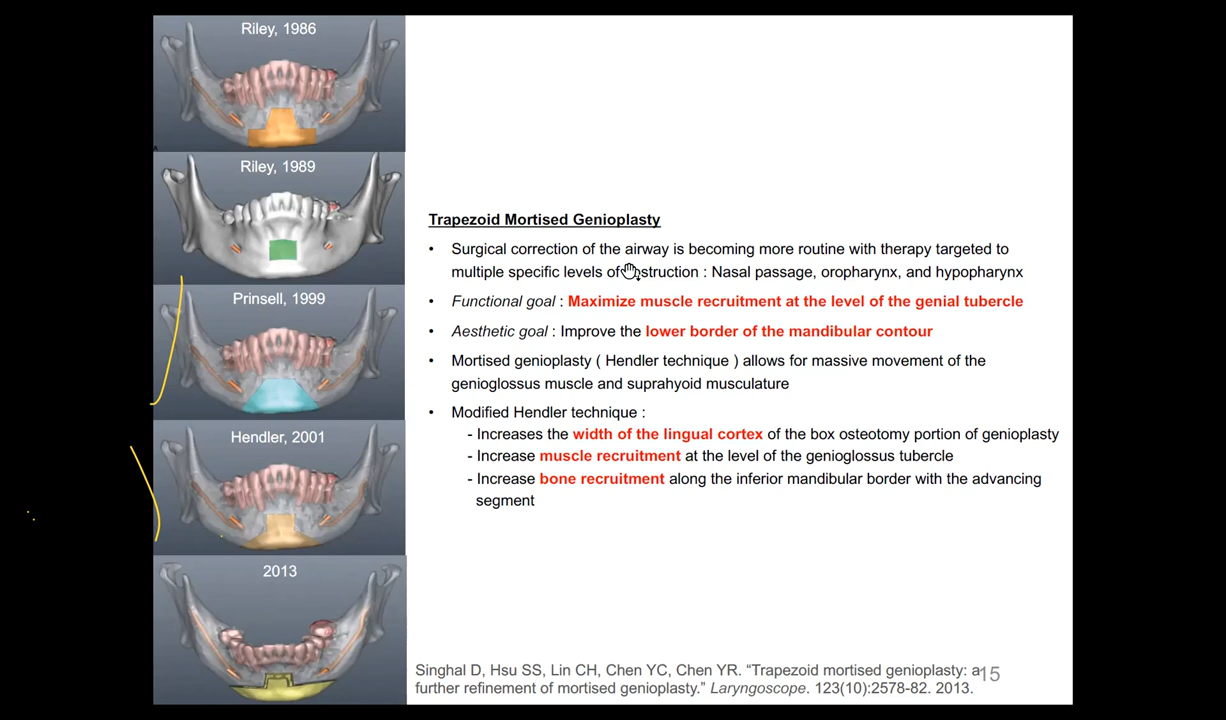 Riley, 1986
Riley, 1989
Prinsell, 1999
Hendler, 2001
2013
Trapezoid Mortised Genioplasty
• Surgical correction of the airway is becoming more routine with therapy targeted to
multiple specific levels of obstruction : Nasal passage, oropharynx, and hypopharynx
• Functional goal : Maximize muscle recruitment at the level of the genial tubercle
• Aesthetic goal : Improve the lower border of the mandibular contour
• Mortised genioplasty ( Hendler technique ) allows for massive movement of the
genioglossus muscle and suprahyoid musculature
• Modified Hendler technique :
- Increases the width of the lingual cortex of the box osteotomy portion of genioplasty
- Increase muscle recruitment at the level of the genioglossus tubercle
- Increase bone recruitment along the inferior mandibular border with the advancing
segment
Singhal D, Hsu SS, Lin CH, Chen YC, Chen YR. “Trapezoid mortised genioplasty: a
further refinement of mortised genioplasty.” Laryngoscope. 123(10):2578-82. 2013.
15